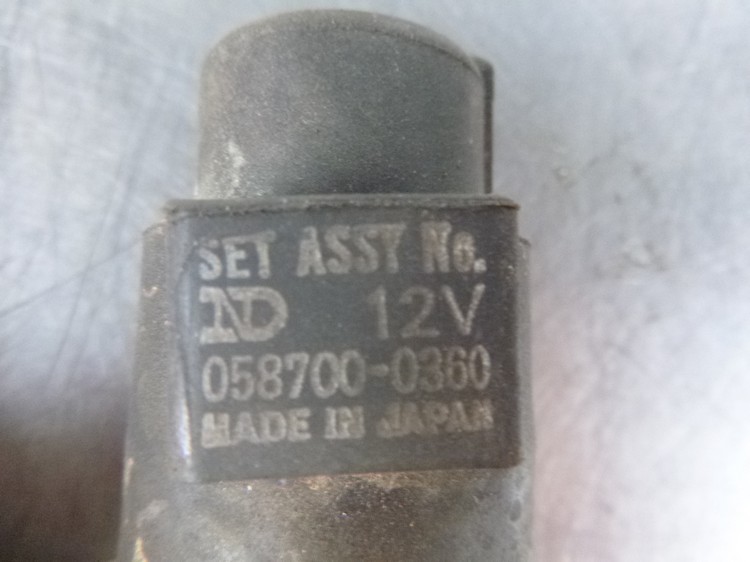 SET ASSY No.
ND 12V
058700-0360
MADE IN JAPAN